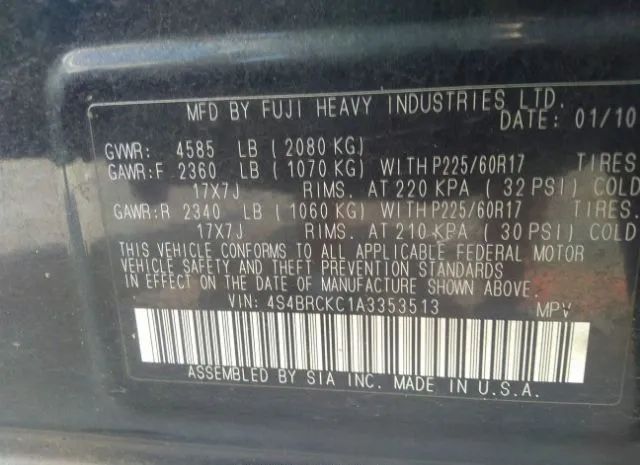 MFD BY FUJI HEAVY INDUSTRIES LTD.
DATE: 01/10
GVWR: 4585 LB ( 2080 KG)
GAWR:F 2360 LB ( 1070 KG) WITH P225/60R17 TIRES
17X7J RIMS. AT 220 KPA ( 32 PSI) COLD
GAWR:R 2340 LB ( 1060 KG) WITH P225/60R17 TIRES
17X7J RIMS. AT 210 KPA ( 30 PSI) COLD
THIS VEHICLE CONFORMS TO ALL APPLICABLE FEDERAL MOTOR
VEHICLE SAFETY AND THEFT PREVENTION STANDARDS
IN EFFECT ON THE DATE OF MANUFACTURE SHOWN ABOVE.
VIN: 4S4BRCKC1A3353513 MPV
ASSEMBLED BY SIA INC. MADE IN U.S.A.